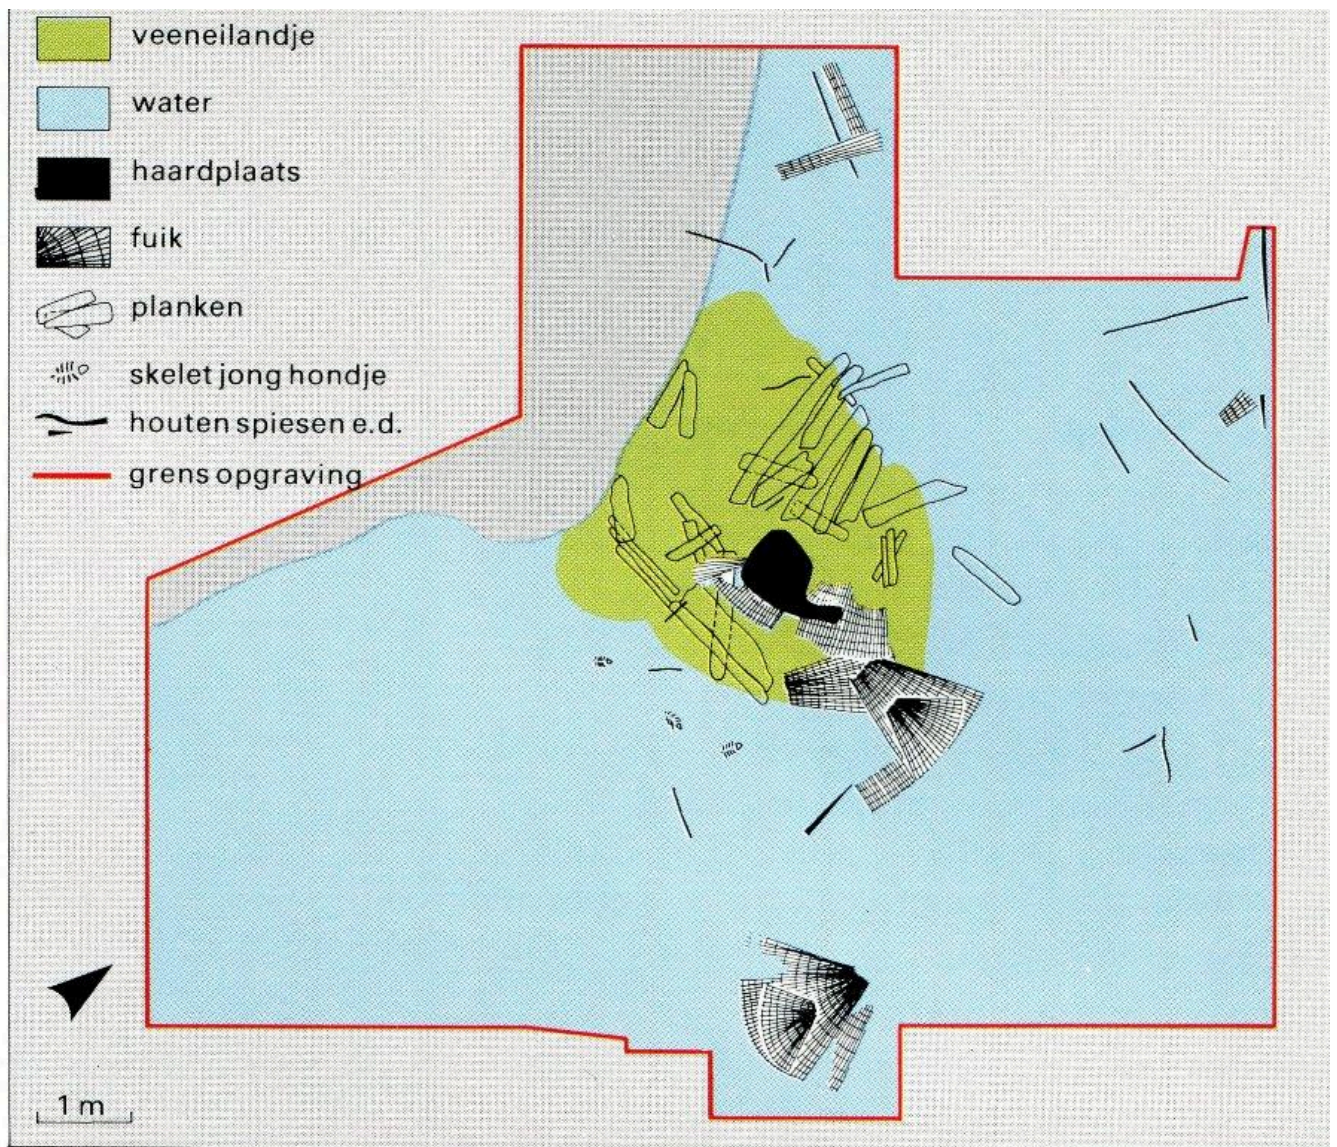 veeneilandje
water
haardplaats
fuik
planken
skelet jong hondje
houten spiesen e.d.
grens opgraving
1 m